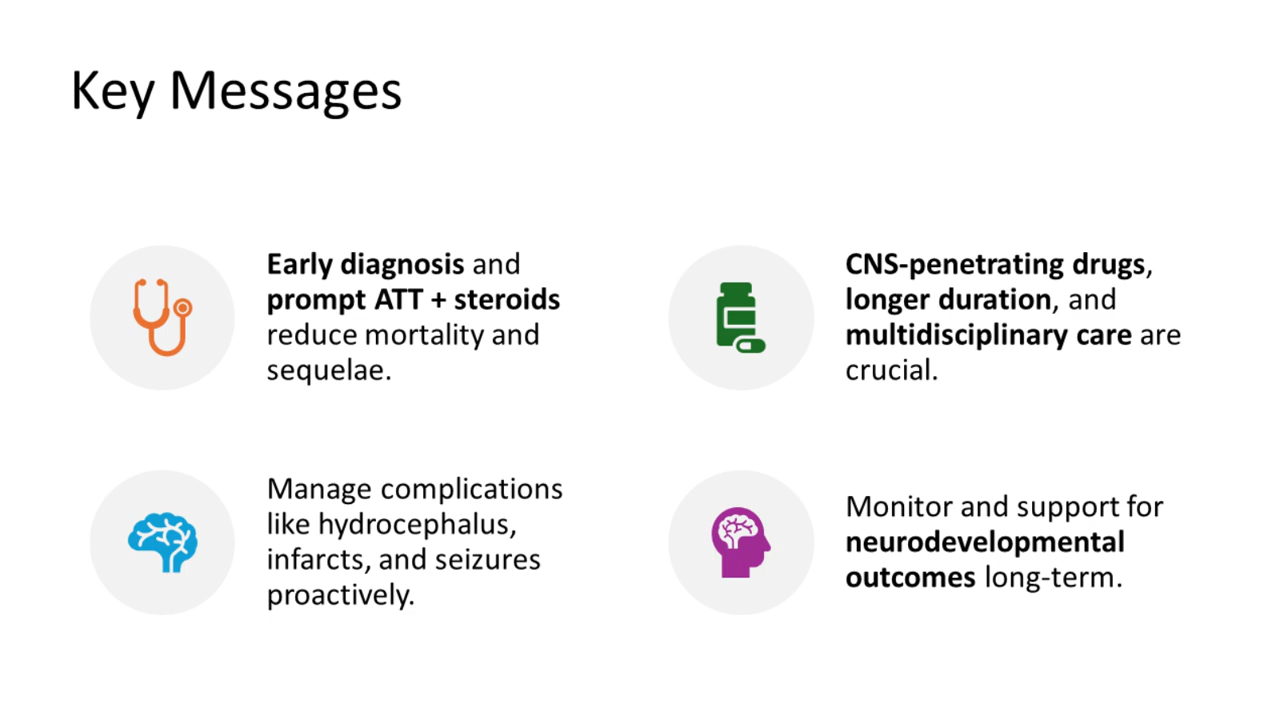 Key Messages
Early diagnosis and
prompt ATT + steroids
reduce mortality and
sequelae.
CNS-penetrating drugs,
longer duration, and
multidisciplinary care are
crucial.
Manage complications
like hydrocephalus,
infarcts, and seizures
proactively.
Monitor and support for
neurodevelopmental
outcomes long-term.